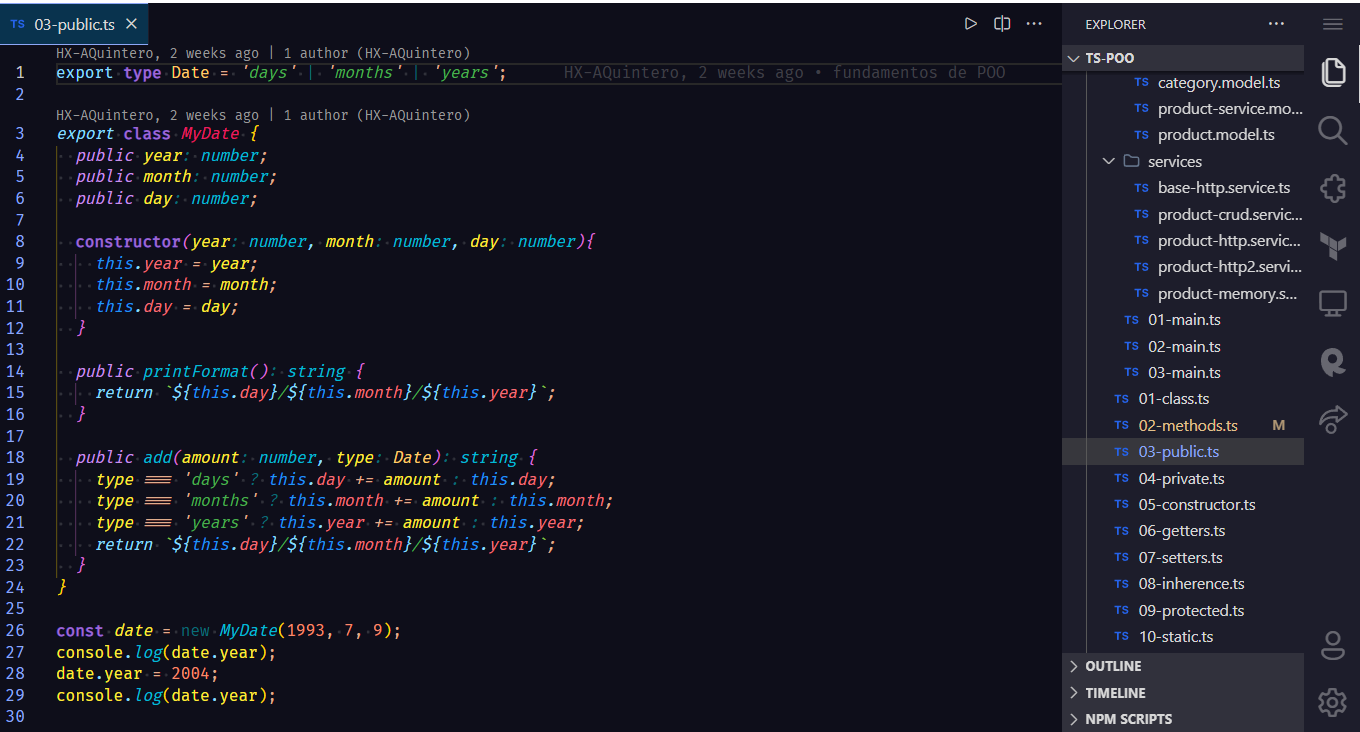 TS 03-public.ts
HX-AQuintero, 2 weeks ago | 1 author (HX-AQuintero)
1 export type Date = 'days' | 'months' | 'years'; HX-AQuintero, 2 weeks ago • fundamentos de POO
2
HX-AQuintero, 2 weeks ago | 1 author (HX-AQuintero)
3 export class MyDate {
4 public year: number;
5 public month: number;
6 public day: number;
7
8 constructor(year: number, month: number, day: number){
9 this.year = year;
10 this.month = month;
11 this.day = day;
12 }
13
14 public printFormat(): string {
15 return `${this.day}/${this.month}/${this.year}`;
16 }
17
18 public add(amount: number, type: Date): string {
19 type === 'days' ? this.day += amount : this.day;
20 type === 'months' ? this.month += amount : this.month;
21 type === 'years' ? this.year += amount : this.year;
22 return `${this.day}/${this.month}/${this.year}`;
23 }
24 }
25
26 const date = new MyDate(1993, 7, 9);
27 console.log(date.year);
28 date.year = 2004;
29 console.log(date.year);
30
EXPLORER
TS-POO
TS category.model.ts
TS product-service.mo...
TS product.model.ts
services
TS base-http.service.ts
TS product-crud.servic...
TS product-http.servic...
TS product-http2.servi...
TS product-memory.s...
TS 01-main.ts
TS 02-main.ts
TS 03-main.ts
TS 01-class.ts
TS 02-methods.ts M
TS 03-public.ts
TS 04-private.ts
TS 05-constructor.ts
TS 06-getters.ts
TS 07-setters.ts
TS 08-inherence.ts
TS 09-protected.ts
TS 10-static.ts
OUTLINE
TIMELINE
NPM SCRIPTS